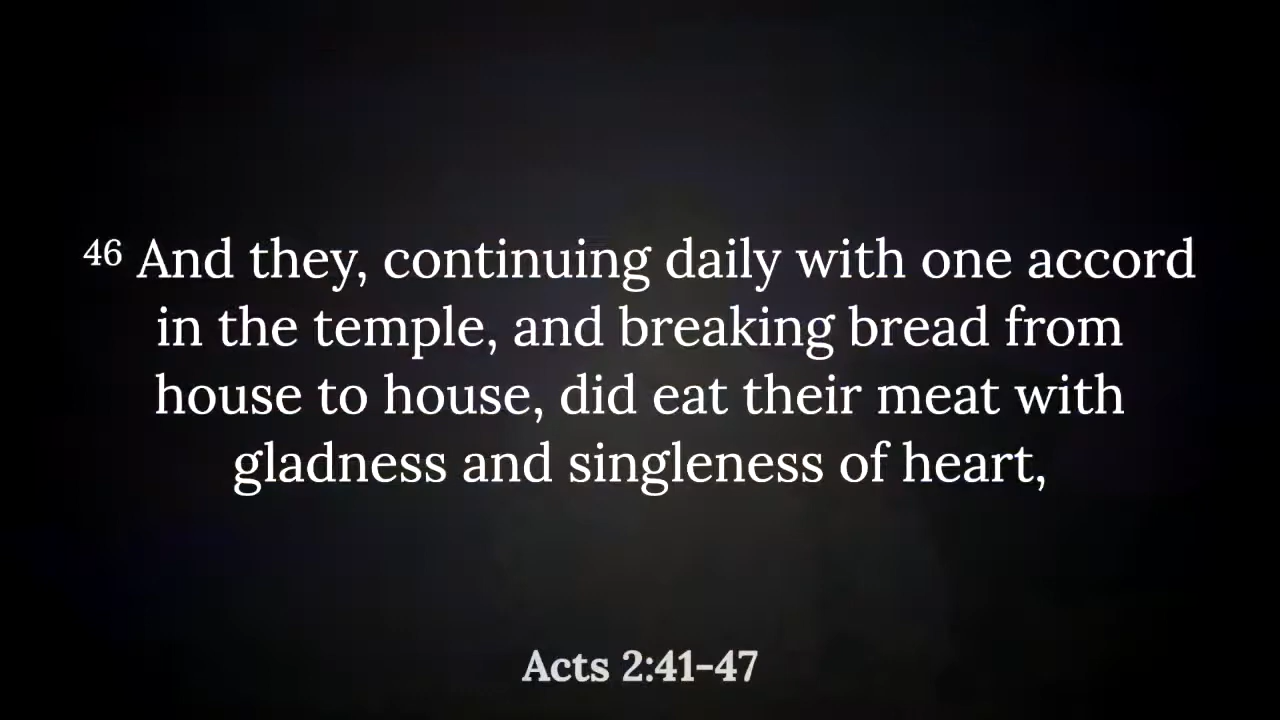 46 And they, continuing daily with one accord
in the temple, and breaking bread from
house to house, did eat their meat with
gladness and singleness of heart,
Acts 2:41-47